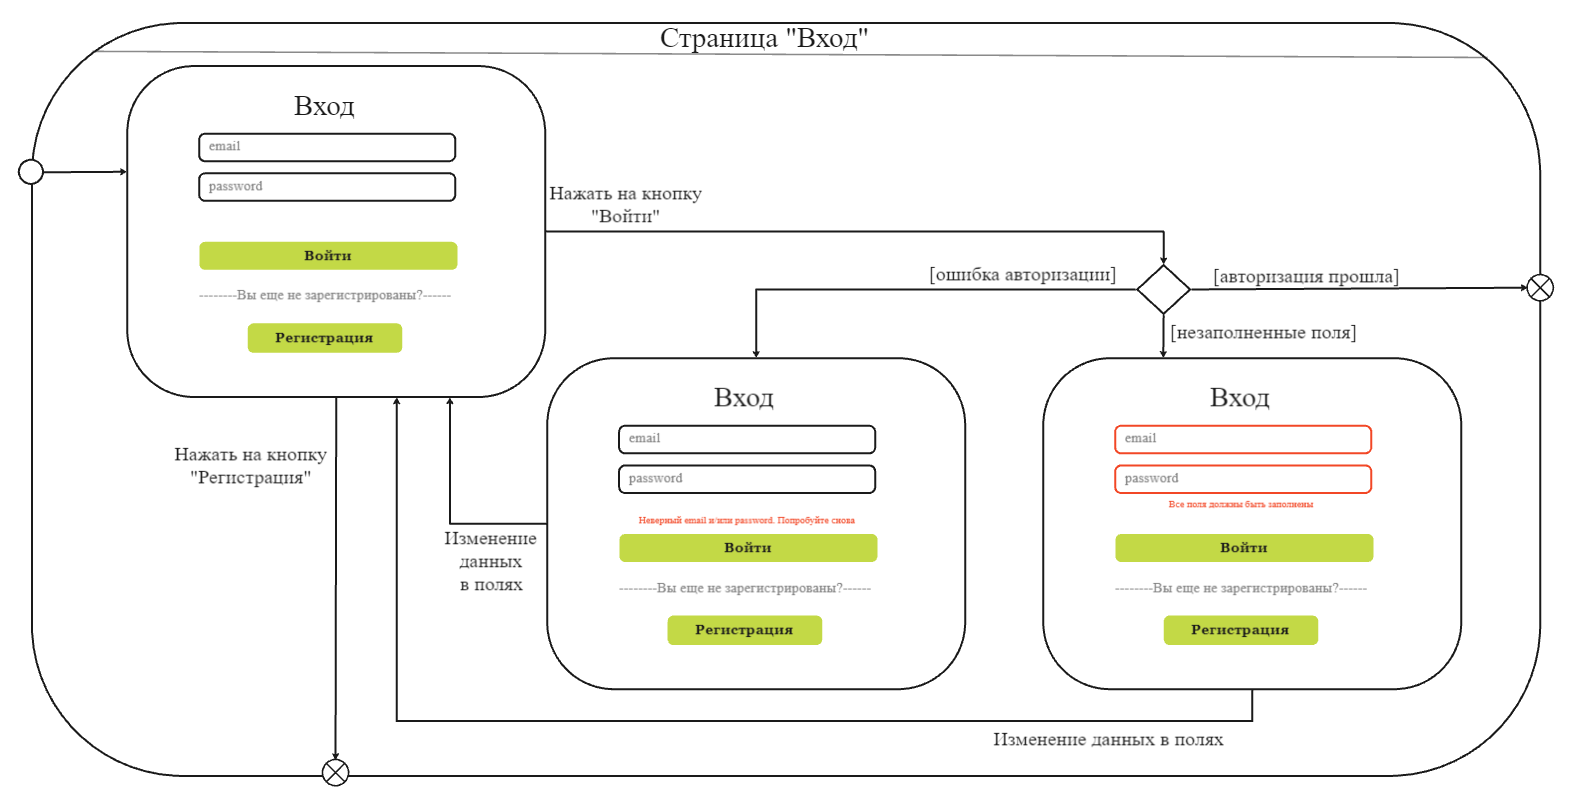 Страница "Вход"
Вход
email
password
Войти
--------Вы еще не зарегистрированы?------
Регистрация
Нажать на кнопку
"Войти"
[ошибка авторизации]
[авторизация прошла]
[незаполненные поля]
Нажать на кнопку
"Регистрация"
Изменение
данных
в полях
Вход
email
password
Неверный email и/или password. Попробуйте снова
Войти
--------Вы еще не зарегистрированы?------
Регистрация
Вход
email
password
Все поля должны быть заполнены
Войти
--------Вы еще не зарегистрированы?------
Регистрация
Изменение данных в полях